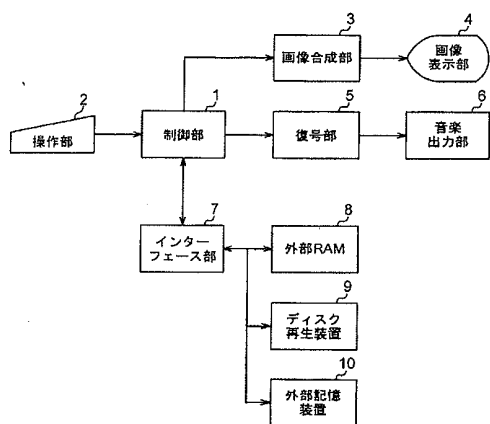 3
画像合成部
4
画像
表示部
2
操作部
1
制御部
5
復号部
6
音楽
出力部
7
インター
フェース部
8
外部RAM
9
ディスク
再生装置
10
外部記憶
装置